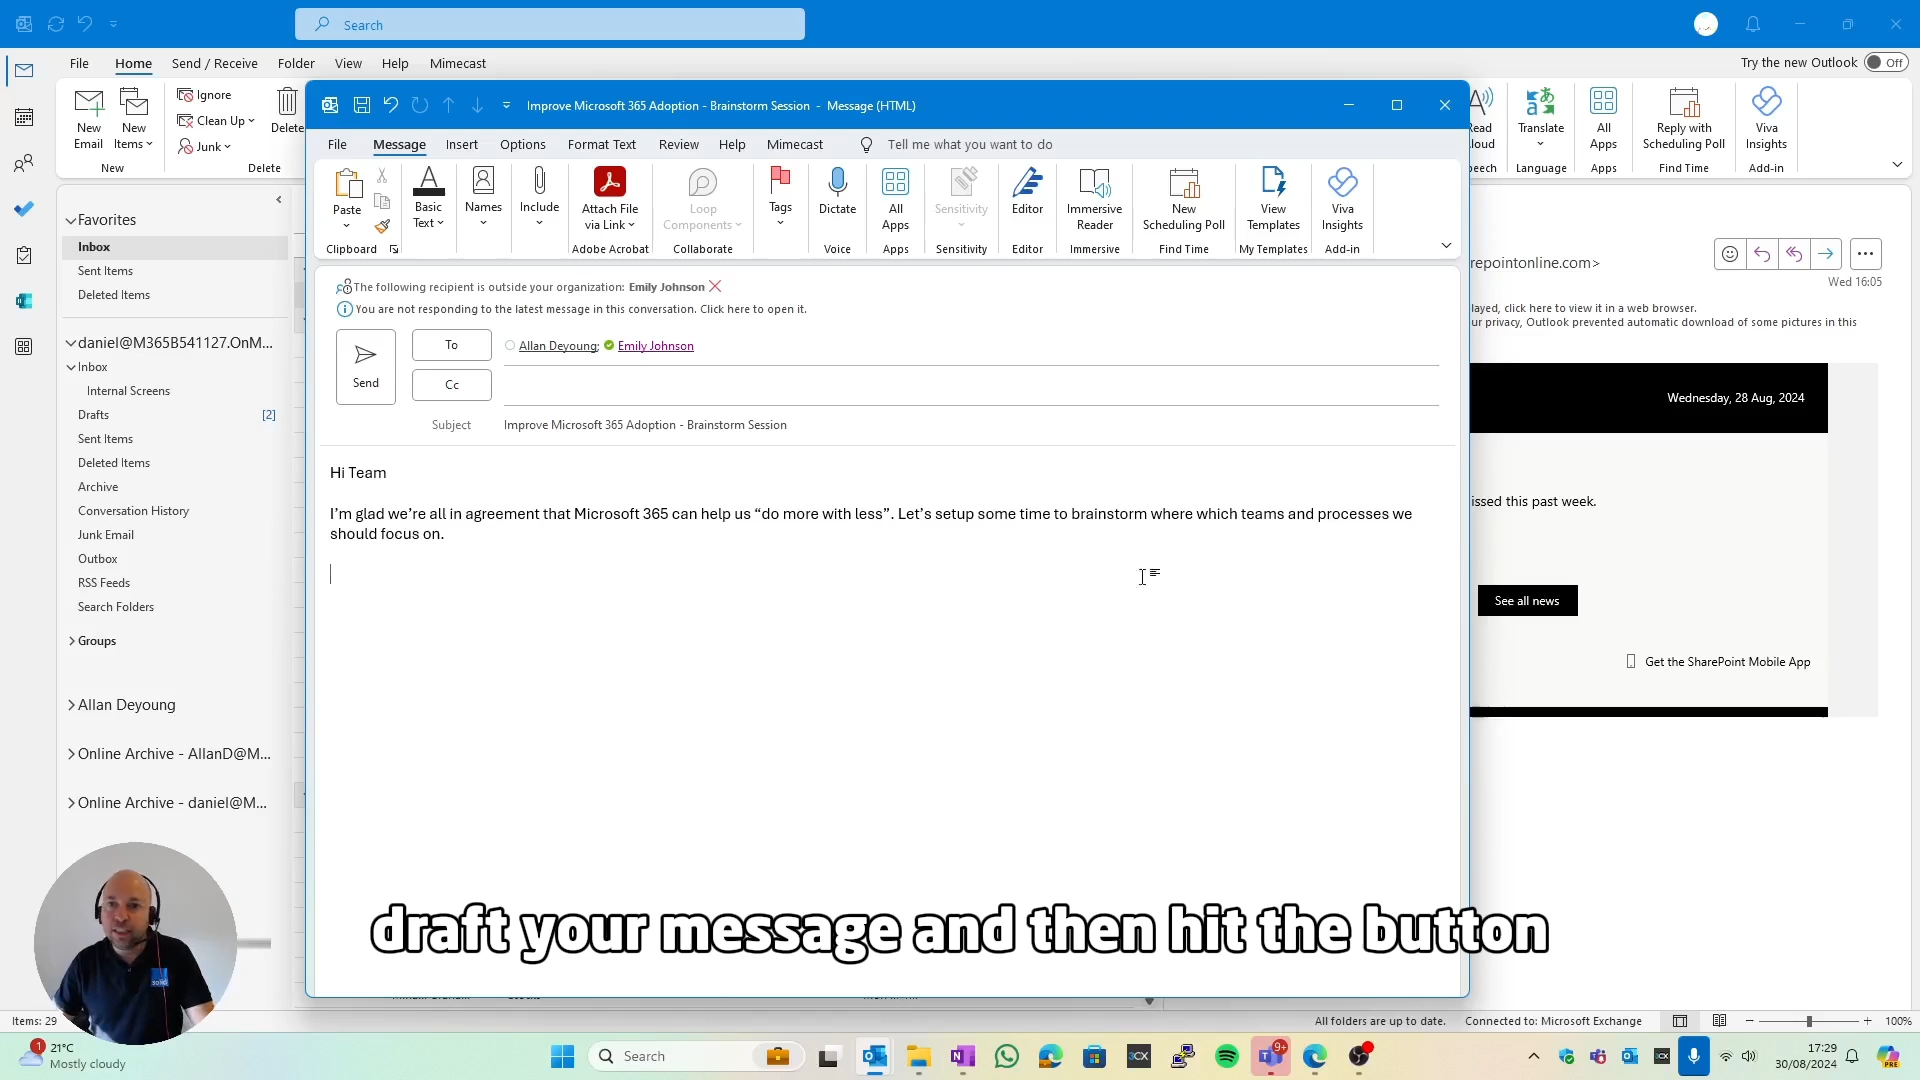 Search
File Home Send / Receive Folder View Help Mimecast
Try the new Outlook Off
New Email
New Items
Ignore
Clean Up
Junk
Delete
New
Delete
Translate
All Apps
Reply with Scheduling Poll
Viva Insights
Language
Apps
Find Time
Add-in
Improve Microsoft 365 Adoption - Brainstorm Session - Message (HTML)
File Message Insert Options Format Text Review Help Mimecast Tell me what you want to do
Paste
Basic Text
Names
Include
Attach File via Link
Loop Components
Tags
Dictate
All Apps
Sensitivity
Editor
Immersive Reader
New Scheduling Poll
View Templates
Viva Insights
Clipboard
Adobe Acrobat
Collaborate
Voice
Apps
Sensitivity
Editor
Immersive
Find Time
My Templates
Add-in
The following recipient is outside your organization: Emily Johnson
You are not responding to the latest message in this conversation. Click here to open it.
Send
To
Allan Deyoung; Emily Johnson
Cc
Subject
Improve Microsoft 365 Adoption - Brainstorm Session
Hi Team
I'm glad we're all in agreement that Microsoft 365 can help us “do more with less”. Let's setup some time to brainstorm where which teams and processes we
should focus on.
Favorites
Inbox
Sent Items
Deleted Items
daniel@M365B541127.OnM...
Inbox
Internal Screens
Drafts [2]
Sent Items
Deleted Items
Archive
Conversation History
Junk Email
Outbox
RSS Feeds
Search Folders
Groups
Allan Deyoung
Online Archive - AllanD@M...
Online Archive - daniel@M...
repointonline.com>
Wed 16:05
layed, click here to view it in a web browser.
ur privacy, Outlook prevented automatic download of some pictures in this
Wednesday, 28 Aug, 2024
issed this past week.
See all news
Get the SharePoint Mobile App
draft your message and then hit the button
solid
Items: 29
All folders are up to date.
Connected to: Microsoft Exchange
100%
1
21°C
Mostly cloudy
Search
3CX
9+
17:29
30/08/2024
PRE